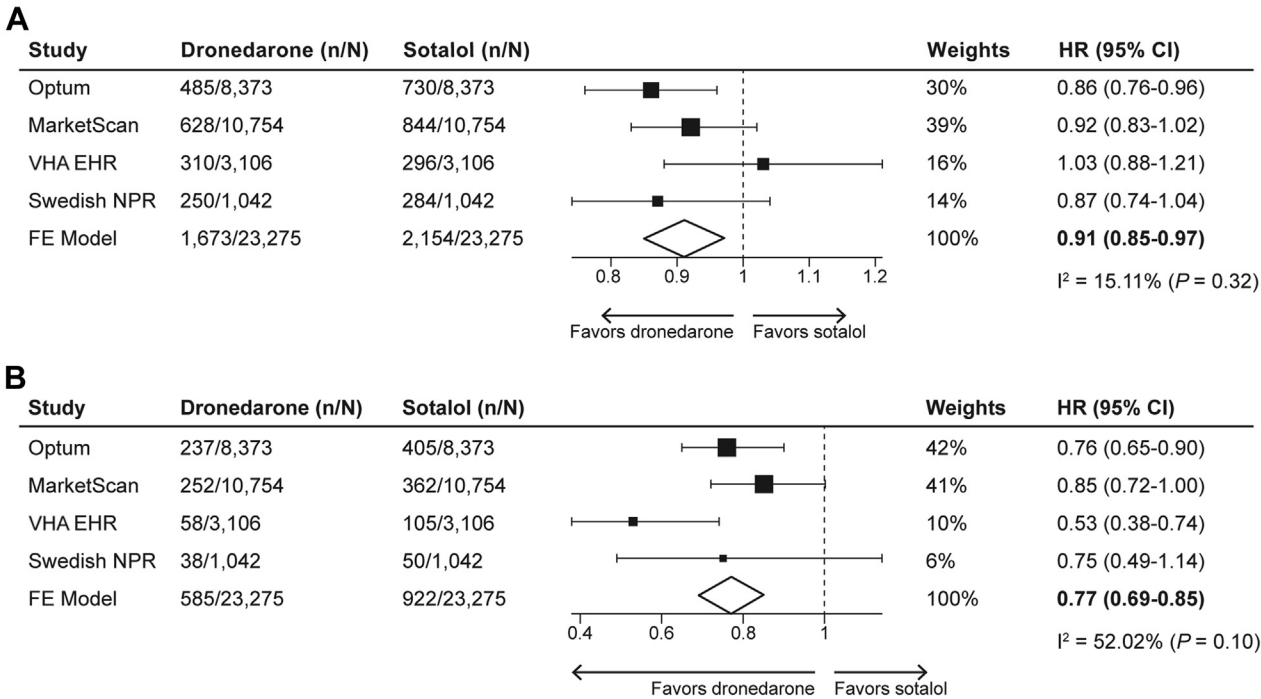 A
Study Dronedarone (n/N) Sotalol (n/N) Weights HR (95% CI)
Optum 485/8,373 730/8,373 30% 0.86 (0.76-0.96)
MarketScan 628/10,754 844/10,754 39% 0.92 (0.83-1.02)
VHA EHR 310/3,106 296/3,106 16% 1.03 (0.88-1.21)
Swedish NPR 250/1,042 284/1,042 14% 0.87 (0.74-1.04)
FE Model 1,673/23,275 2,154/23,275 100% 0.91 (0.85-0.97)
0.8 0.9 1 1.1 1.2
I² = 15.11% (P = 0.32)
Favors dronedarone Favors sotalol
B
Study Dronedarone (n/N) Sotalol (n/N) Weights HR (95% CI)
Optum 237/8,373 405/8,373 42% 0.76 (0.65-0.90)
MarketScan 252/10,754 362/10,754 41% 0.85 (0.72-1.00)
VHA EHR 58/3,106 105/3,106 10% 0.53 (0.38-0.74)
Swedish NPR 38/1,042 50/1,042 6% 0.75 (0.49-1.14)
FE Model 585/23,275 922/23,275 100% 0.77 (0.69-0.85)
0.4 0.6 0.8 1
I² = 52.02% (P = 0.10)
Favors dronedarone Favors sotalol